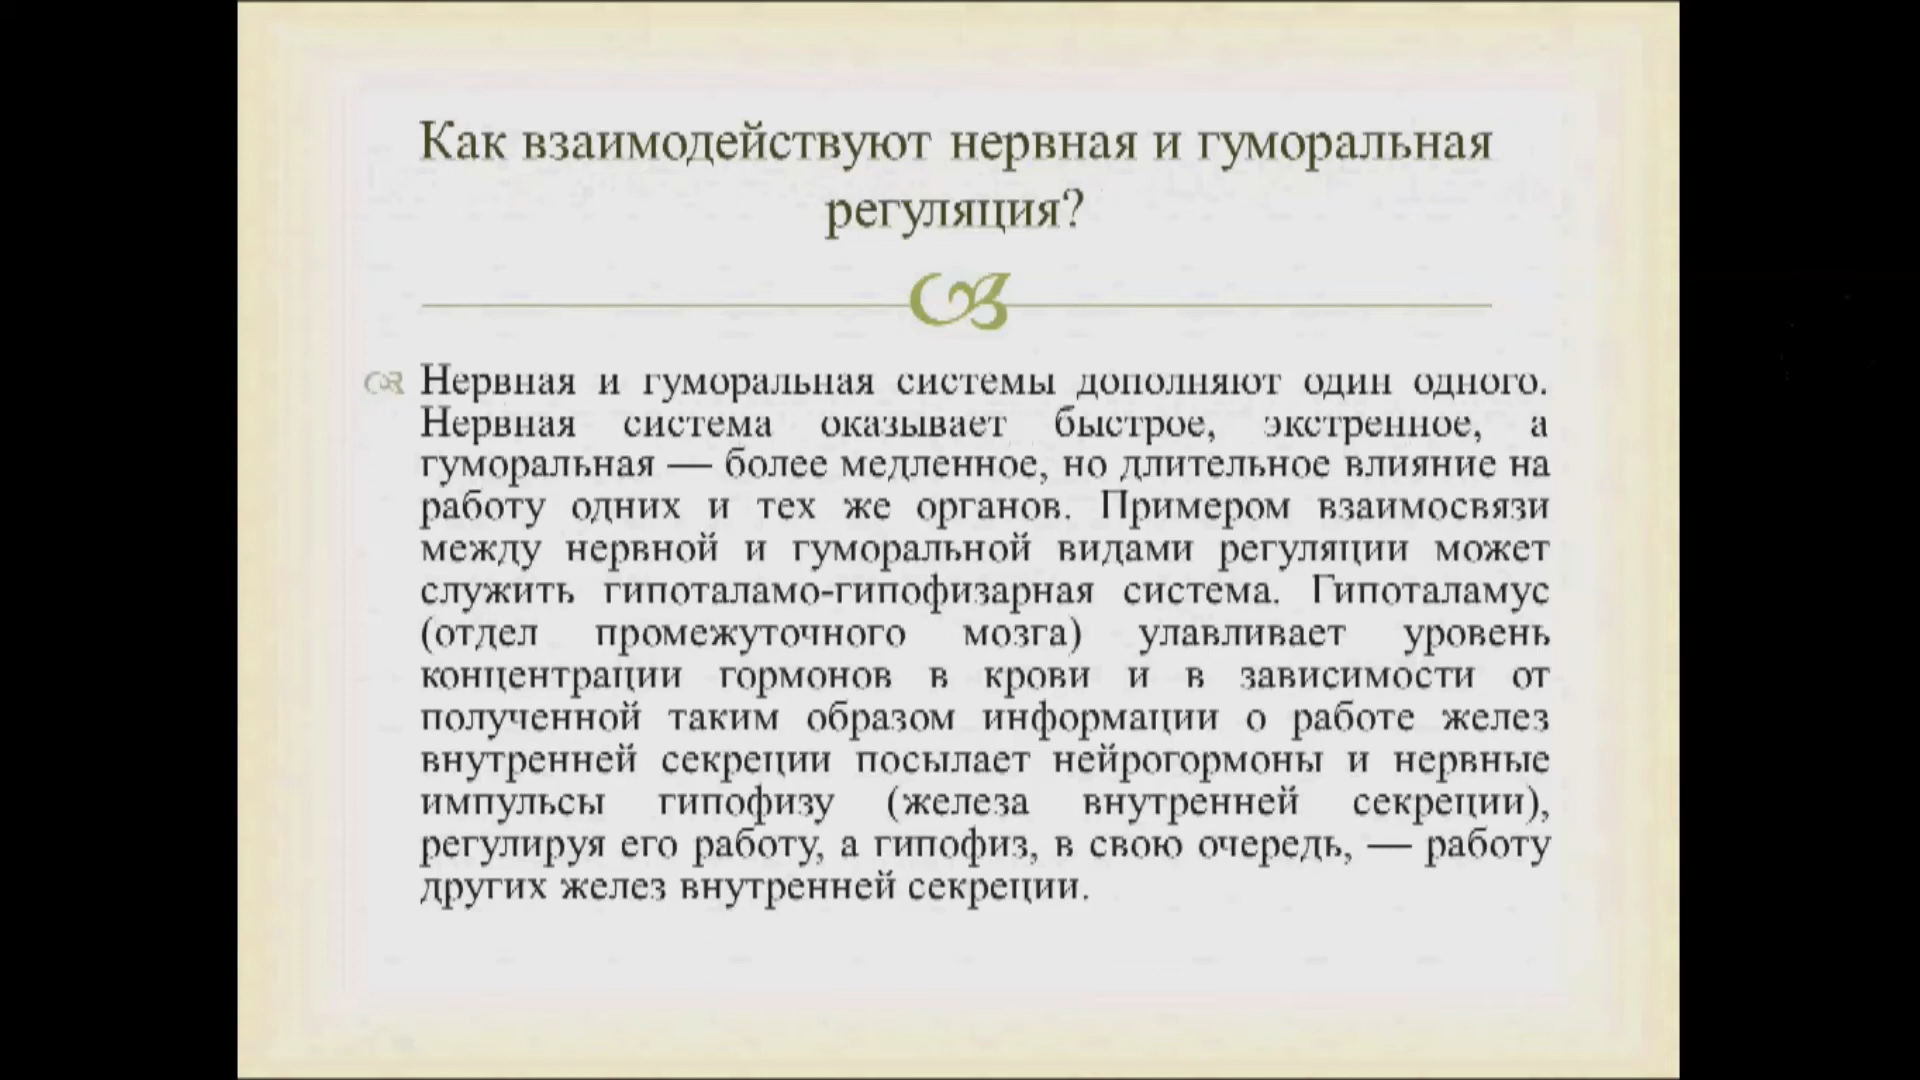 Как взаимодействуют нервная и гуморальная
регуляция?
Нервная и гуморальная системы дополняют один одного.
Нервная система оказывает быстрое, экстренное, а
гуморальная — более медленное, но длительное влияние на
работу одних и тех же органов. Примером взаимосвязи
между нервной и гуморальной видами регуляции может
служить гипоталамо-гипофизарная система. Гипоталамус
(отдел промежуточного мозга) улавливает уровень
концентрации гормонов в крови и в зависимости от
полученной таким образом информации о работе желез
внутренней секреции посылает нейрогормоны и нервные
импульсы гипофизу (железа внутренней секреции),
регулируя его работу, а гипофиз, в свою очередь, — работу
других желез внутренней секреции.